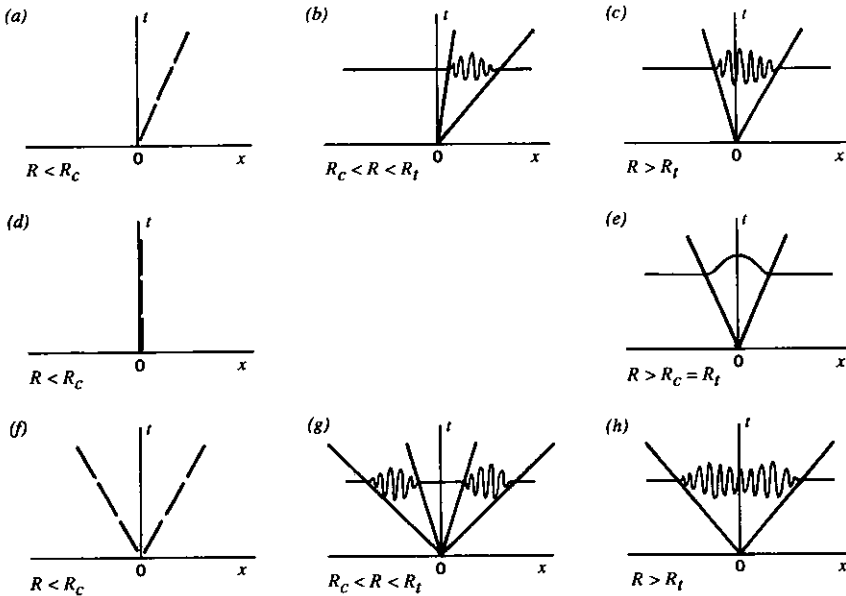 (a) t
0 x
R < R_c
(b) t
0 x
R_c < R < R_t
(c) t
0 x
R > R_t
(d) t
0 x
R < R_c
(e) t
0 x
R > R_c = R_t
(f) t
0 x
R < R_c
(g) t
0 x
R_c < R < R_t
(h) t
0 x
R > R_t